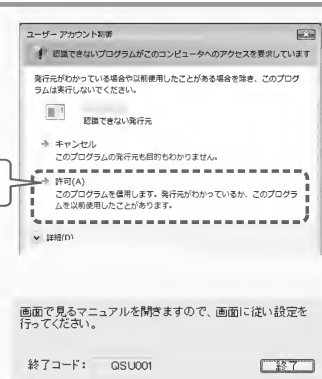 ユーザー アカウント制御
認識できないプログラムがこのコンピュータへのアクセスを要求しています
発行元がわかっている場合や以前使用したことがある場合を除き、このプログ
ラムは実行しないでください。
認識できない発行元
キャンセル
このプログラムの発行元も目的もわかりません。
許可(A)
このプログラムを信用します。発行元がわかっているか、このプログラ
ムを以前使用したことがあります。
詳細(D)
画面で見るマニュアルを開きますので、画面に従い設定を
行ってください。
終了コード: QSU001
終了